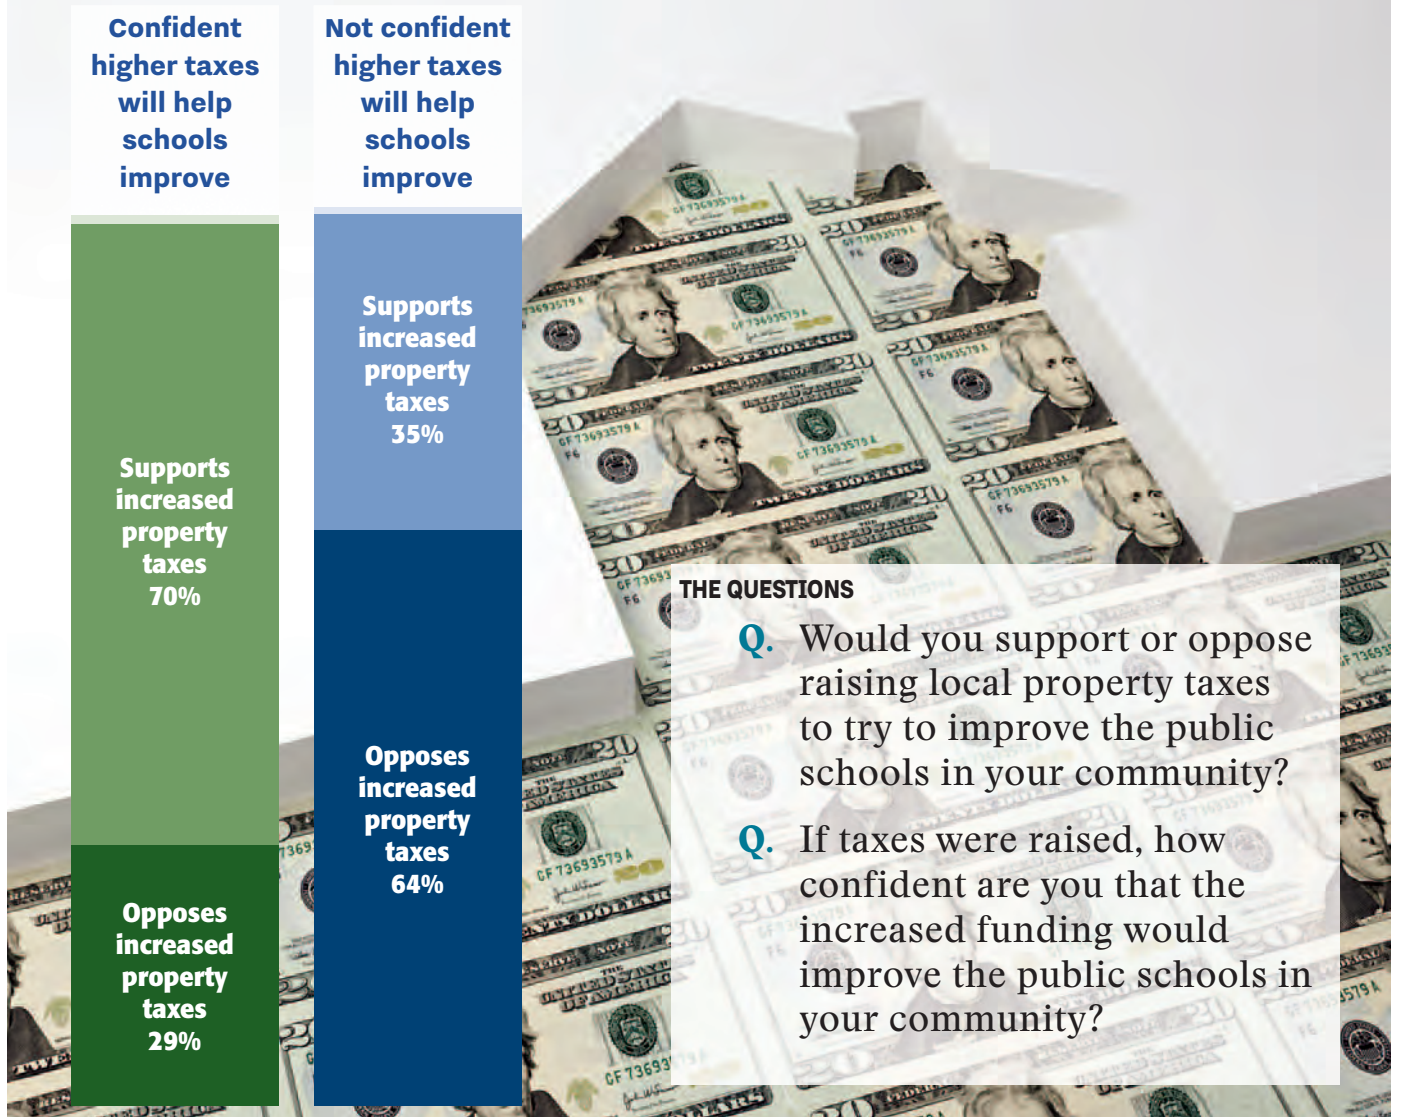 Confident
higher taxes
will help
schools
improve
Not confident
higher taxes
will help
schools
improve
Supports
increased
property
taxes
70%
Opposes
increased
property
taxes
29%
Supports
increased
property
taxes
35%
Opposes
increased
property
taxes
64%
THE QUESTIONS
Q. Would you support or oppose
raising local property taxes
to try to improve the public
schools in your community?
Q. If taxes were raised, how
confident are you that the
increased funding would
improve the public schools in
your community?